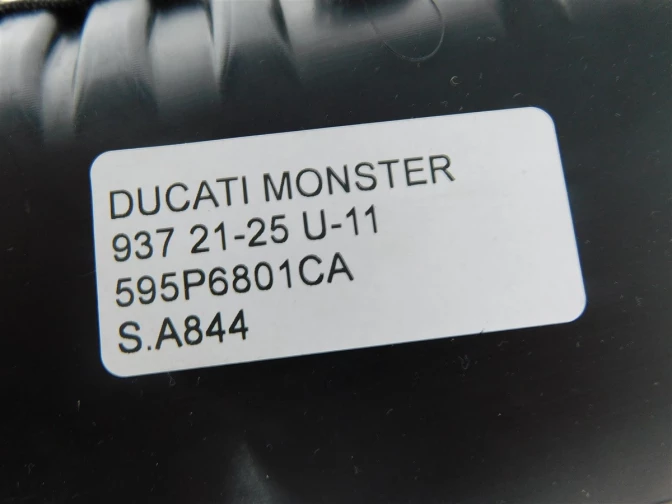 DUCATI MONSTER
937 21-25 U-11
595P6801CA
S.A844